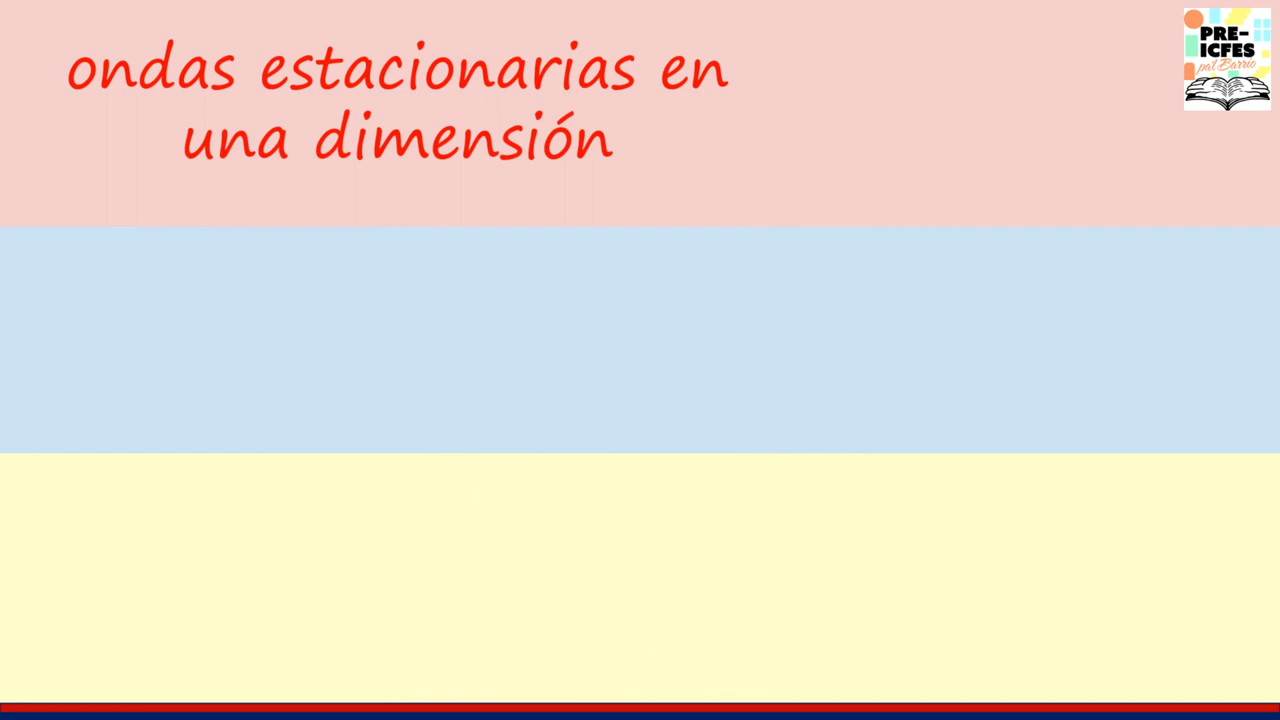 ondas estacionarias en
una dimensión
PRE-
ICFES
pal Barrio